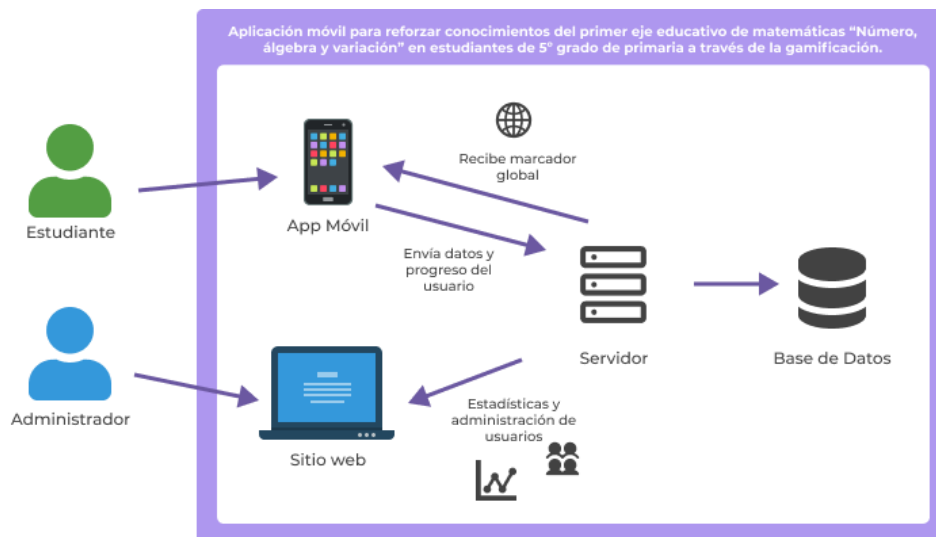 Aplicación móvil para reforzar conocimientos del primer eje educativo de matemáticas “Número,
álgebra y variación” en estudiantes de 5º grado de primaria a través de la gamificación.
Recibe marcador
global
App Móvil
Estudiante
Envía datos y
progreso del
usuario
Servidor
Base de Datos
Administrador
Estadísticas y
administración de
usuarios
Sitio web